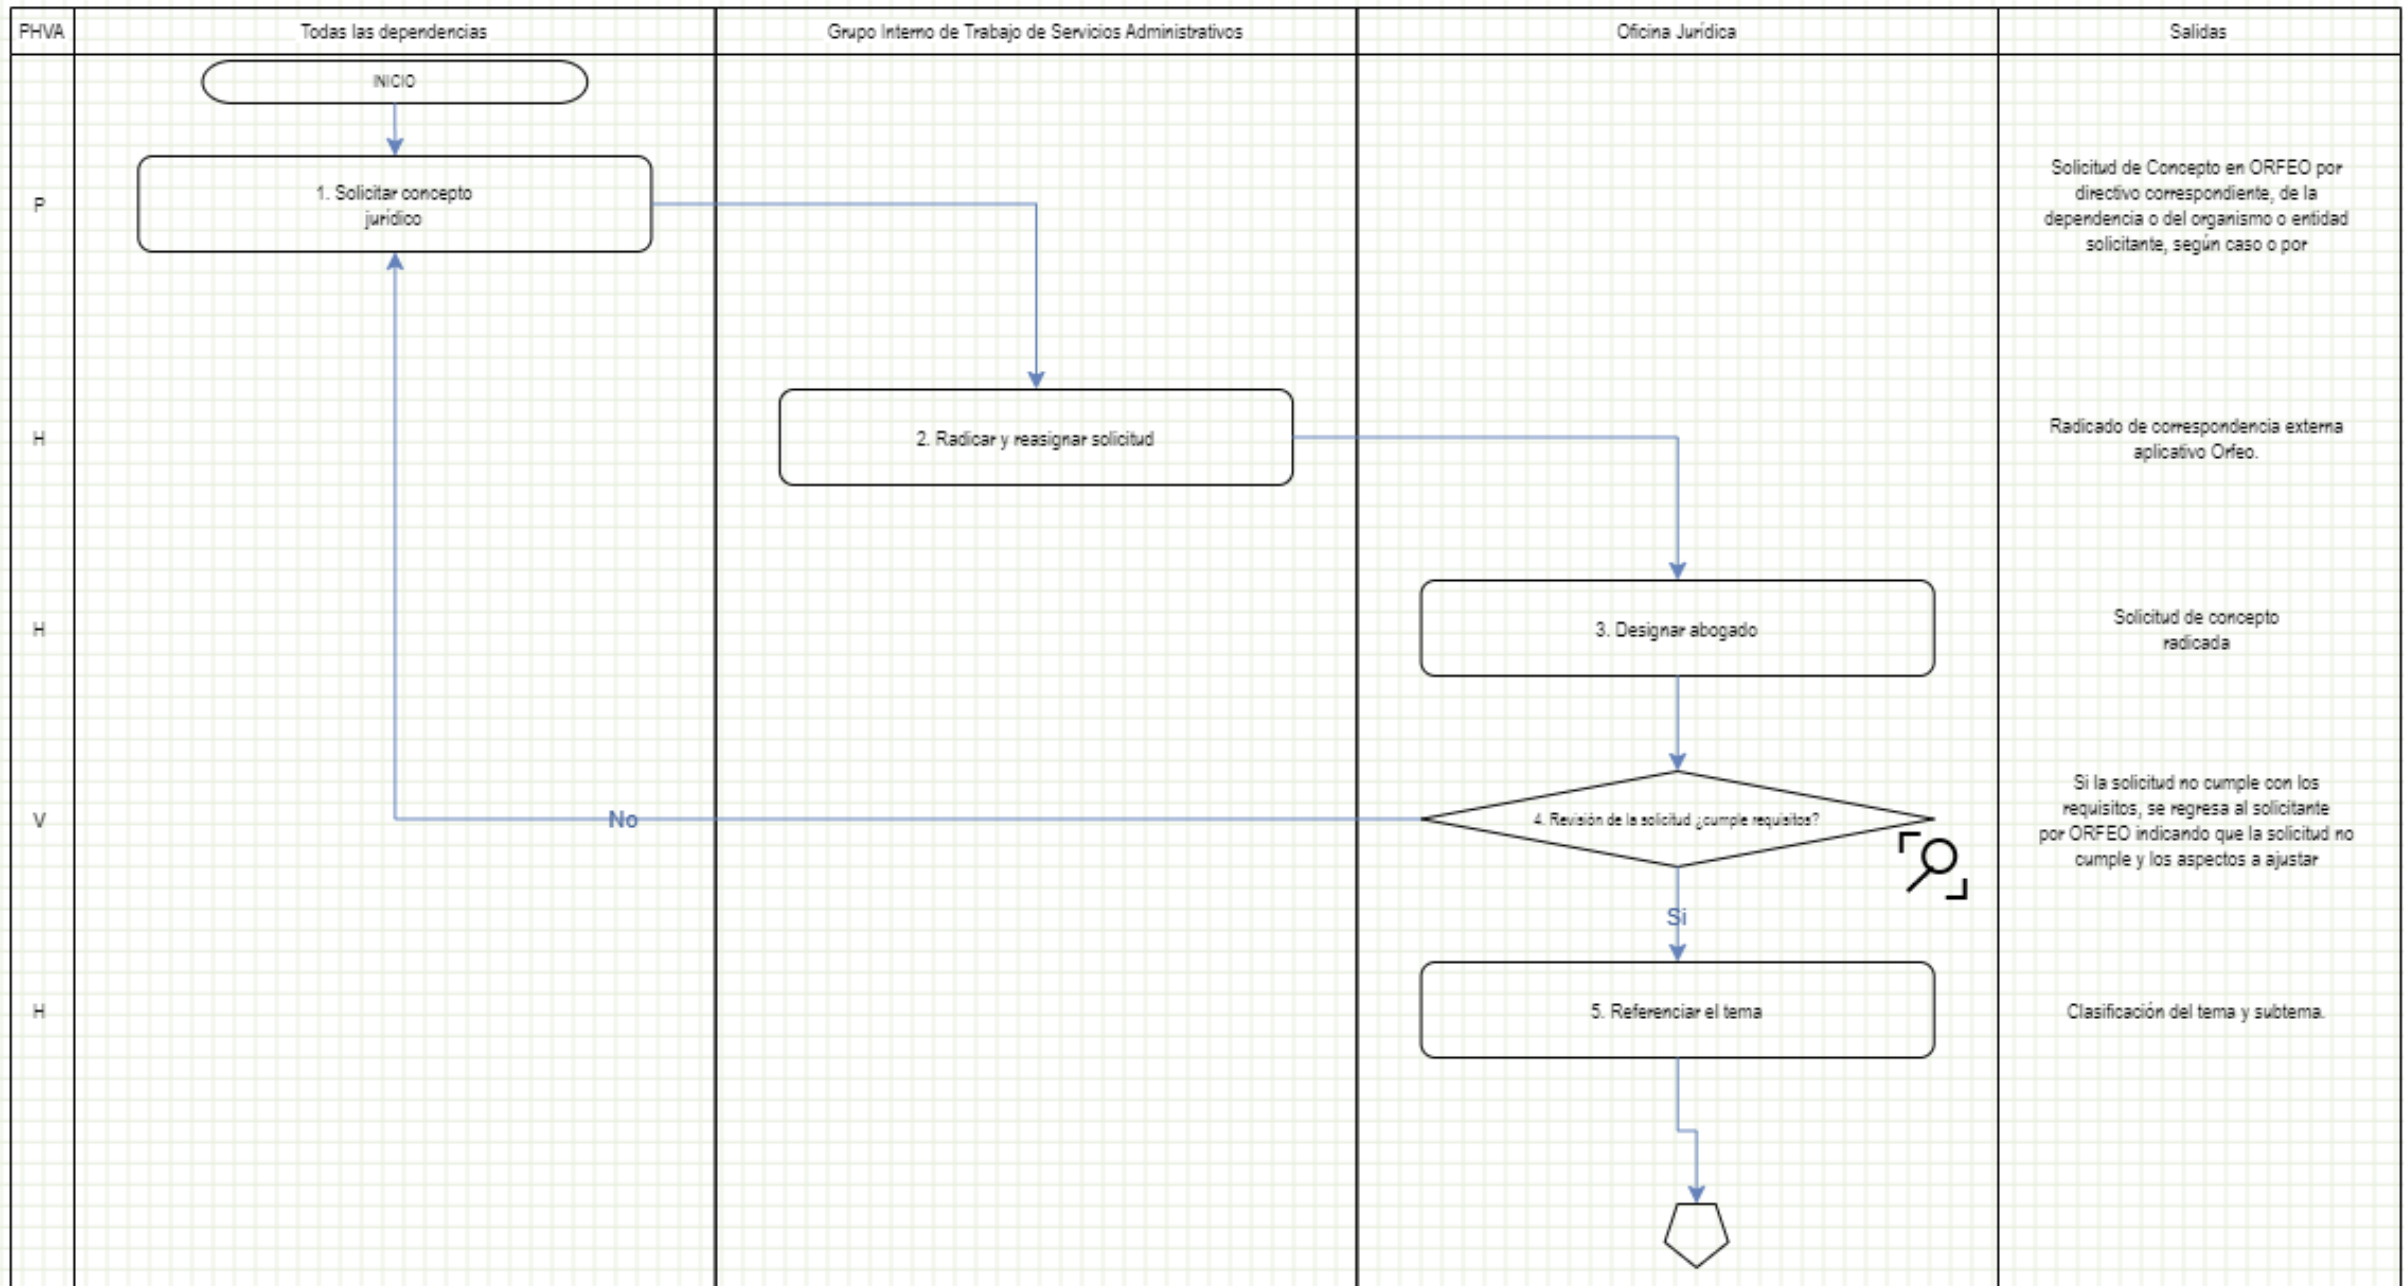 PHVA
Todas las dependencias
Grupo Interno de Trabajo de Servicios Administrativos
Oficina Jurídica
Salidas
INICIO
P
1. Solicitar concepto
jurídico
Solicitud de Concepto en ORFEO por
directivo correspondiente, de la
dependencia o del organismo o entidad
solicitante, según caso o por
H
2. Radicar y reasignar solicitud
Radicado de correspondencia externa
aplicativo Orfeo.
H
3. Designar abogado
Solicitud de concepto
radicada
V
No
4. Revisión de la solicitud ¿cumple requisitos?
Si la solicitud no cumple con los
requisitos, se regresa al solicitante
por ORFEO indicando que la solicitud no
cumple y los aspectos a ajustar
Si
H
5. Referenciar el tema
Clasificación del tema y subtema.